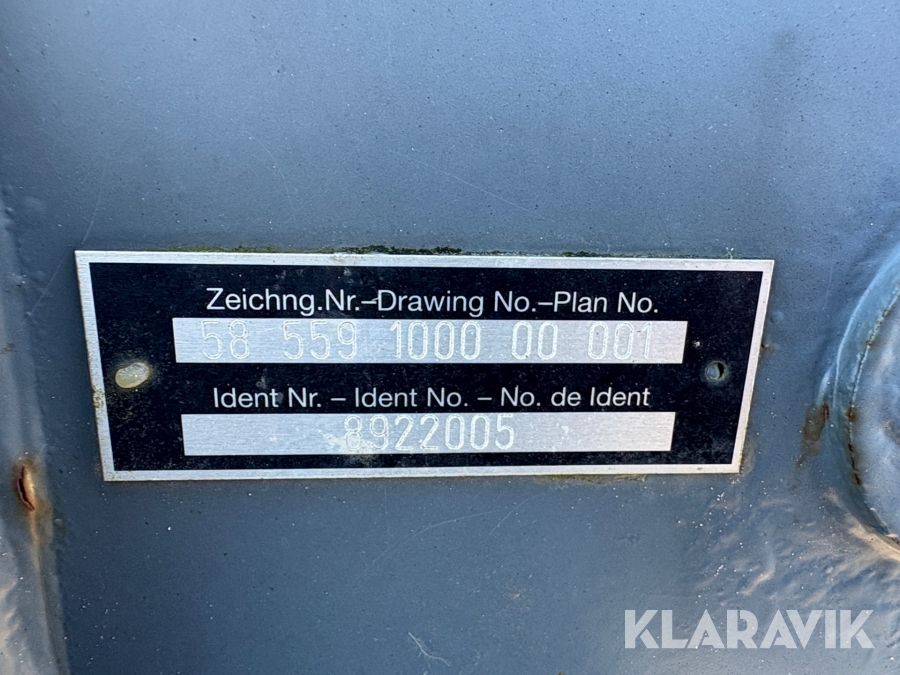 Zeichng.Nr.–Drawing No.–Plan No.
58 559 1000 00 001
Ident Nr. – Ident No. – No. de Ident
8922005
KLARAVIK